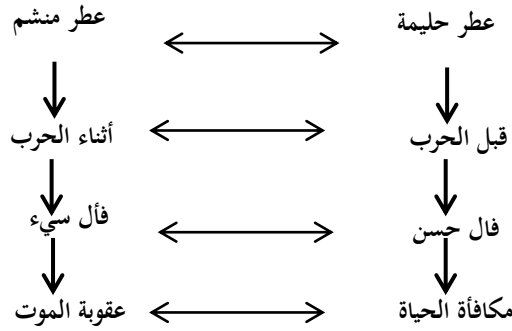 عطر حليمة عطر منشم
قبل الحرب أثناء الحرب
فال حسن فأل سيء
مكافأة الحياة عقوبة الموت